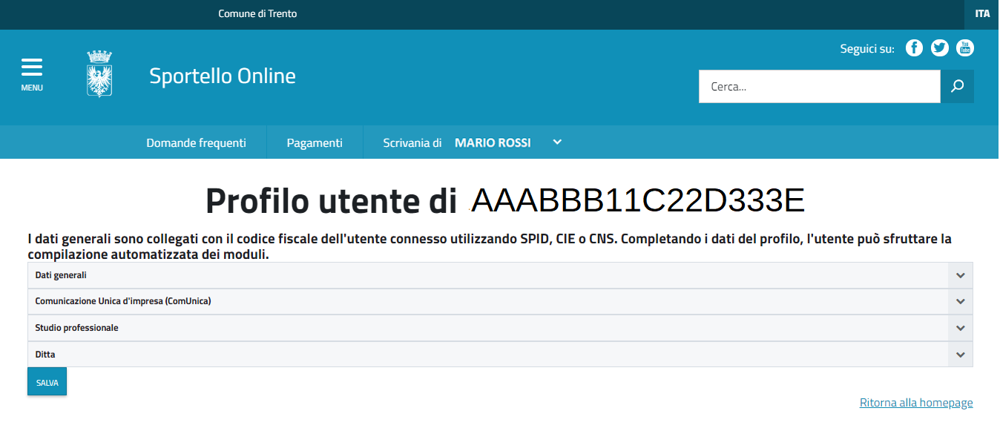 Comune di Trento ITA
Seguici su: You Tube
MENU Sportello Online Cerca...
Domande frequenti Pagamenti Scrivania di MARIO ROSSI
Profilo utente di AAABBB11C22D333E
I dati generali sono collegati con il codice fiscale dell'utente connesso utilizzando SPID, CIE o CNS. Completando i dati del profilo, l'utente può sfruttare la
compilazione automatizzata dei moduli.
Dati generali
Comunicazione Unica d'impresa (ComUnica)
Studio professionale
Ditta
SALVA
Ritorna alla homepage